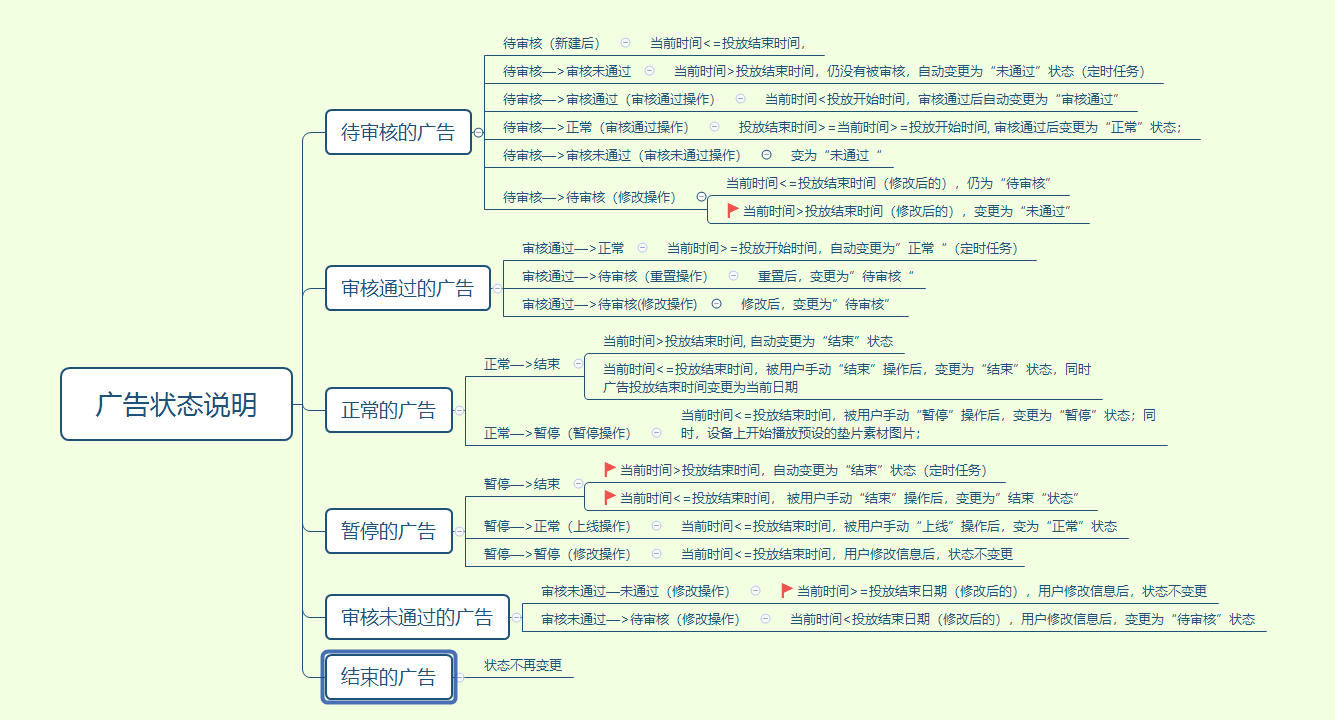 广告状态说明
待审核的广告
待审核（新建后）
当前时间<=投放结束时间，
待审核—>审核未通过
当前时间>投放结束时间，仍没有被审核，自动变更为“未通过”状态（定时任务）
待审核—>审核通过（审核通过操作）
当前时间<投放开始时间，审核通过后自动变更为“审核通过”
待审核—>正常（审核通过操作）
投放结束时间>=当前时间>=投放开始时间, 审核通过后变更为“正常”状态；
待审核—>审核未通过（审核未通过操作）
变为“未通过“
待审核—>待审核（修改操作）
当前时间<=投放结束时间（修改后的），仍为“待审核”
当前时间>投放结束时间（修改后的），变更为“未通过”
审核通过的广告
审核通过—>正常
当前时间>=投放开始时间，自动变更为”正常“（定时任务）
审核通过—>待审核（重置操作）
重置后，变更为”待审核“
审核通过—>待审核(修改操作)
修改后，变更为”待审核”
正常的广告
正常—>结束
当前时间>投放结束时间, 自动变更为“结束”状态
当前时间<=投放结束时间，被用户手动“结束”操作后，变更为“结束”状态，同时
广告投放结束时间变更为当前日期
正常—>暂停（暂停操作）
当前时间<=投放结束时间，被用户手动“暂停”操作后，变更为“暂停”状态；同
时，设备上开始播放预设的垫片素材图片；
暂停的广告
暂停—>结束
当前时间>投放结束时间，自动变更为“结束”状态（定时任务）
当前时间<=投放结束时间， 被用户手动“结束”操作后，变更为”结束“状态”
暂停—>正常（上线操作）
当前时间<=投放结束时间，被用户手动“上线”操作后，变为“正常”状态
暂停—>暂停（修改操作）
当前时间<=投放结束时间，用户修改信息后，状态不变更
审核未通过的广告
审核未通过—未通过（修改操作）
当前时间>=投放结束日期（修改后的），用户修改信息后，状态不变更
审核未通过—>待审核（修改操作）
当前时间<投放结束日期（修改后的），用户修改信息后，变更为“待审核”状态
结束的广告
状态不再变更